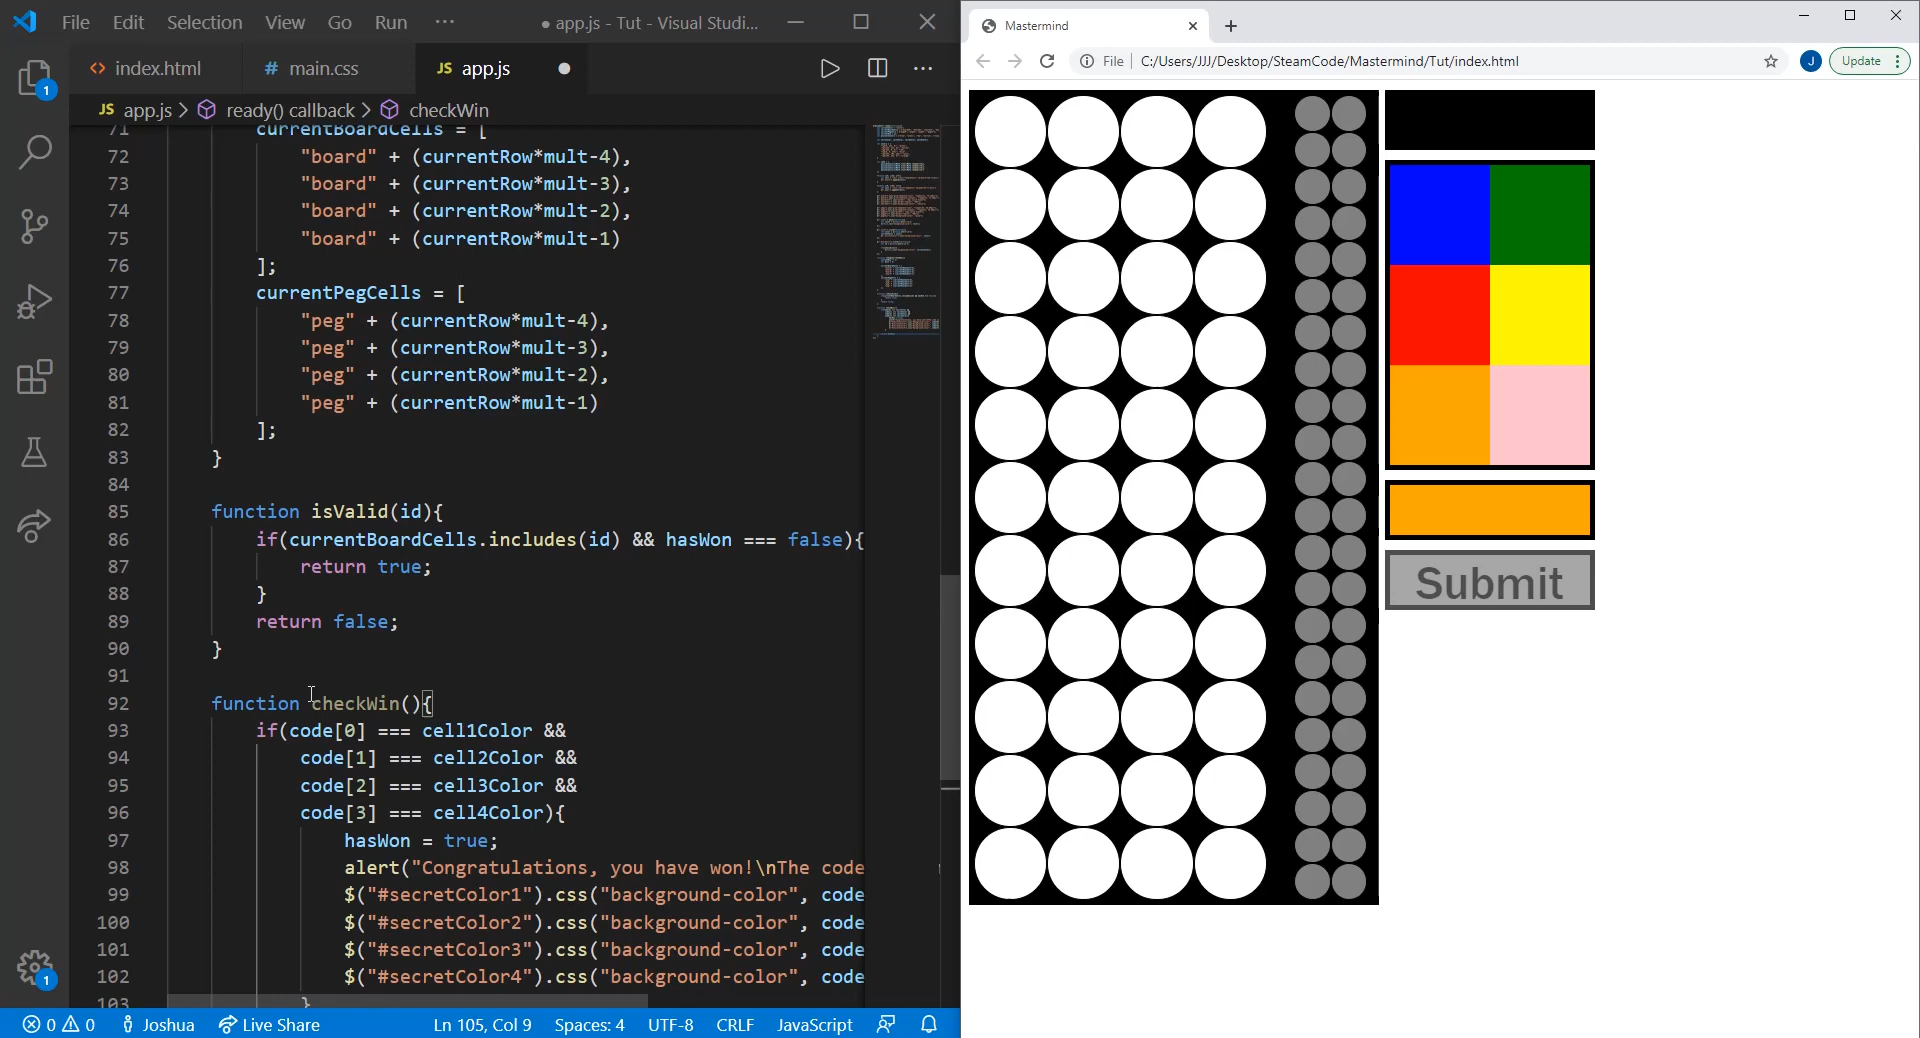 File Edit Selection View Go Run ··· ● app.js - Tut - Visual Studi...
<> index.html # main.css JS app.js ●
JS app.js > ready() callback > checkWin
71 currentBoardCells = [
72 "board" + (currentRow*mult-4),
73 "board" + (currentRow*mult-3),
74 "board" + (currentRow*mult-2),
75 "board" + (currentRow*mult-1)
76 ];
77 currentPegCells = [
78 "peg" + (currentRow*mult-4),
79 "peg" + (currentRow*mult-3),
80 "peg" + (currentRow*mult-2),
81 "peg" + (currentRow*mult-1)
82 ];
83 }
84
85 function isValid(id){
86 if(currentBoardCells.includes(id) && hasWon === false){
87 return true;
88 }
89 return false;
90 }
91
92 function checkWin(){
93 if(code[0] === cell1Color &&
94 code[1] === cell2Color &&
95 code[2] === cell3Color &&
96 code[3] === cell4Color){
97 hasWon = true;
98 alert("Congratulations, you have won!\nThe code
99 $("#secretColor1").css("background-color", code
100 $("#secretColor2").css("background-color", code
101 $("#secretColor3").css("background-color", code
102 $("#secretColor4").css("background-color", code
103 }
1
1
0 0 Joshua Live Share Ln 105, Col 9 Spaces: 4 UTF-8 CRLF JavaScript
Mastermind
File C:/Users/JJJ/Desktop/SteamCode/Mastermind/Tut/index.html J Update
Submit